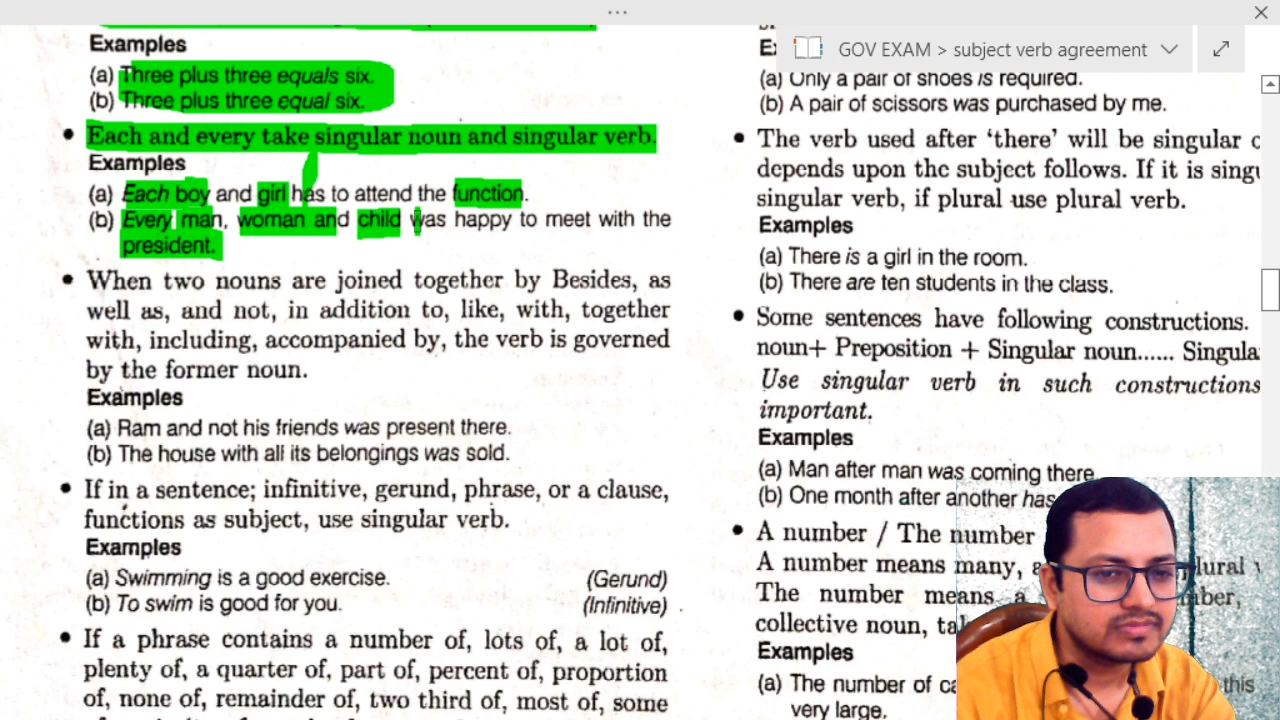 GOV EXAM > subject verb agreement
Examples
(a) Three plus three equals six.
(b) Three plus three equal six.
• Each and every take singular noun and singular verb.
Examples
(a) Each boy and girl has to attend the function.
(b) Every man, woman and child was happy to meet with the
president.
• When two nouns are joined together by Besides, as
well as, and not, in addition to, like, with, together
with, including, accompanied by, the verb is governed
by the former noun.
Examples
(a) Ram and not his friends was present there.
(b) The house with all its belongings was sold.
• If in a sentence; infinitive, gerund, phrase, or a clause,
functions as subject, use singular verb.
Examples
(a) Swimming is a good exercise. (Gerund)
(b) To swim is good for you. (Infinitive)
• If a phrase contains a number of, lots of, a lot of,
plenty of, a quarter of, part of, percent of, proportion
of, none of, remainder of, two third of, most of, some
(a) Only a pair of shoes is required.
(b) A pair of scissors was purchased by me.
• The verb used after 'there' will be singular
depends upon the subject follows. If it is
singular verb, if plural use plural verb.
Examples
(a) There is a girl in the room.
(b) There are ten students in the class.
• Some sentences have following constructions.
noun+ Preposition + Singular noun......
Use singular verb in such constructions
important.
Examples
(a) Man after man was coming there
(b) One month after another has
• A number / The number
A number means many,
The number means a
collective noun,
Examples
(a) The number of this
very large.